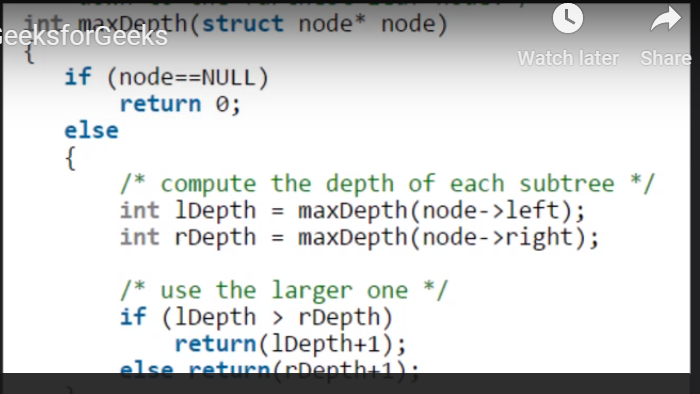 int maxDepth(struct node* node)
GeeksforGeeks
Watch later Share
{
if (node==NULL)
return 0;
else
{
/* compute the depth of each subtree */
int lDepth = maxDepth(node->left);
int rDepth = maxDepth(node->right);
/* use the larger one */
if (lDepth > rDepth)
return(lDepth+1);
else return(rDepth+1);